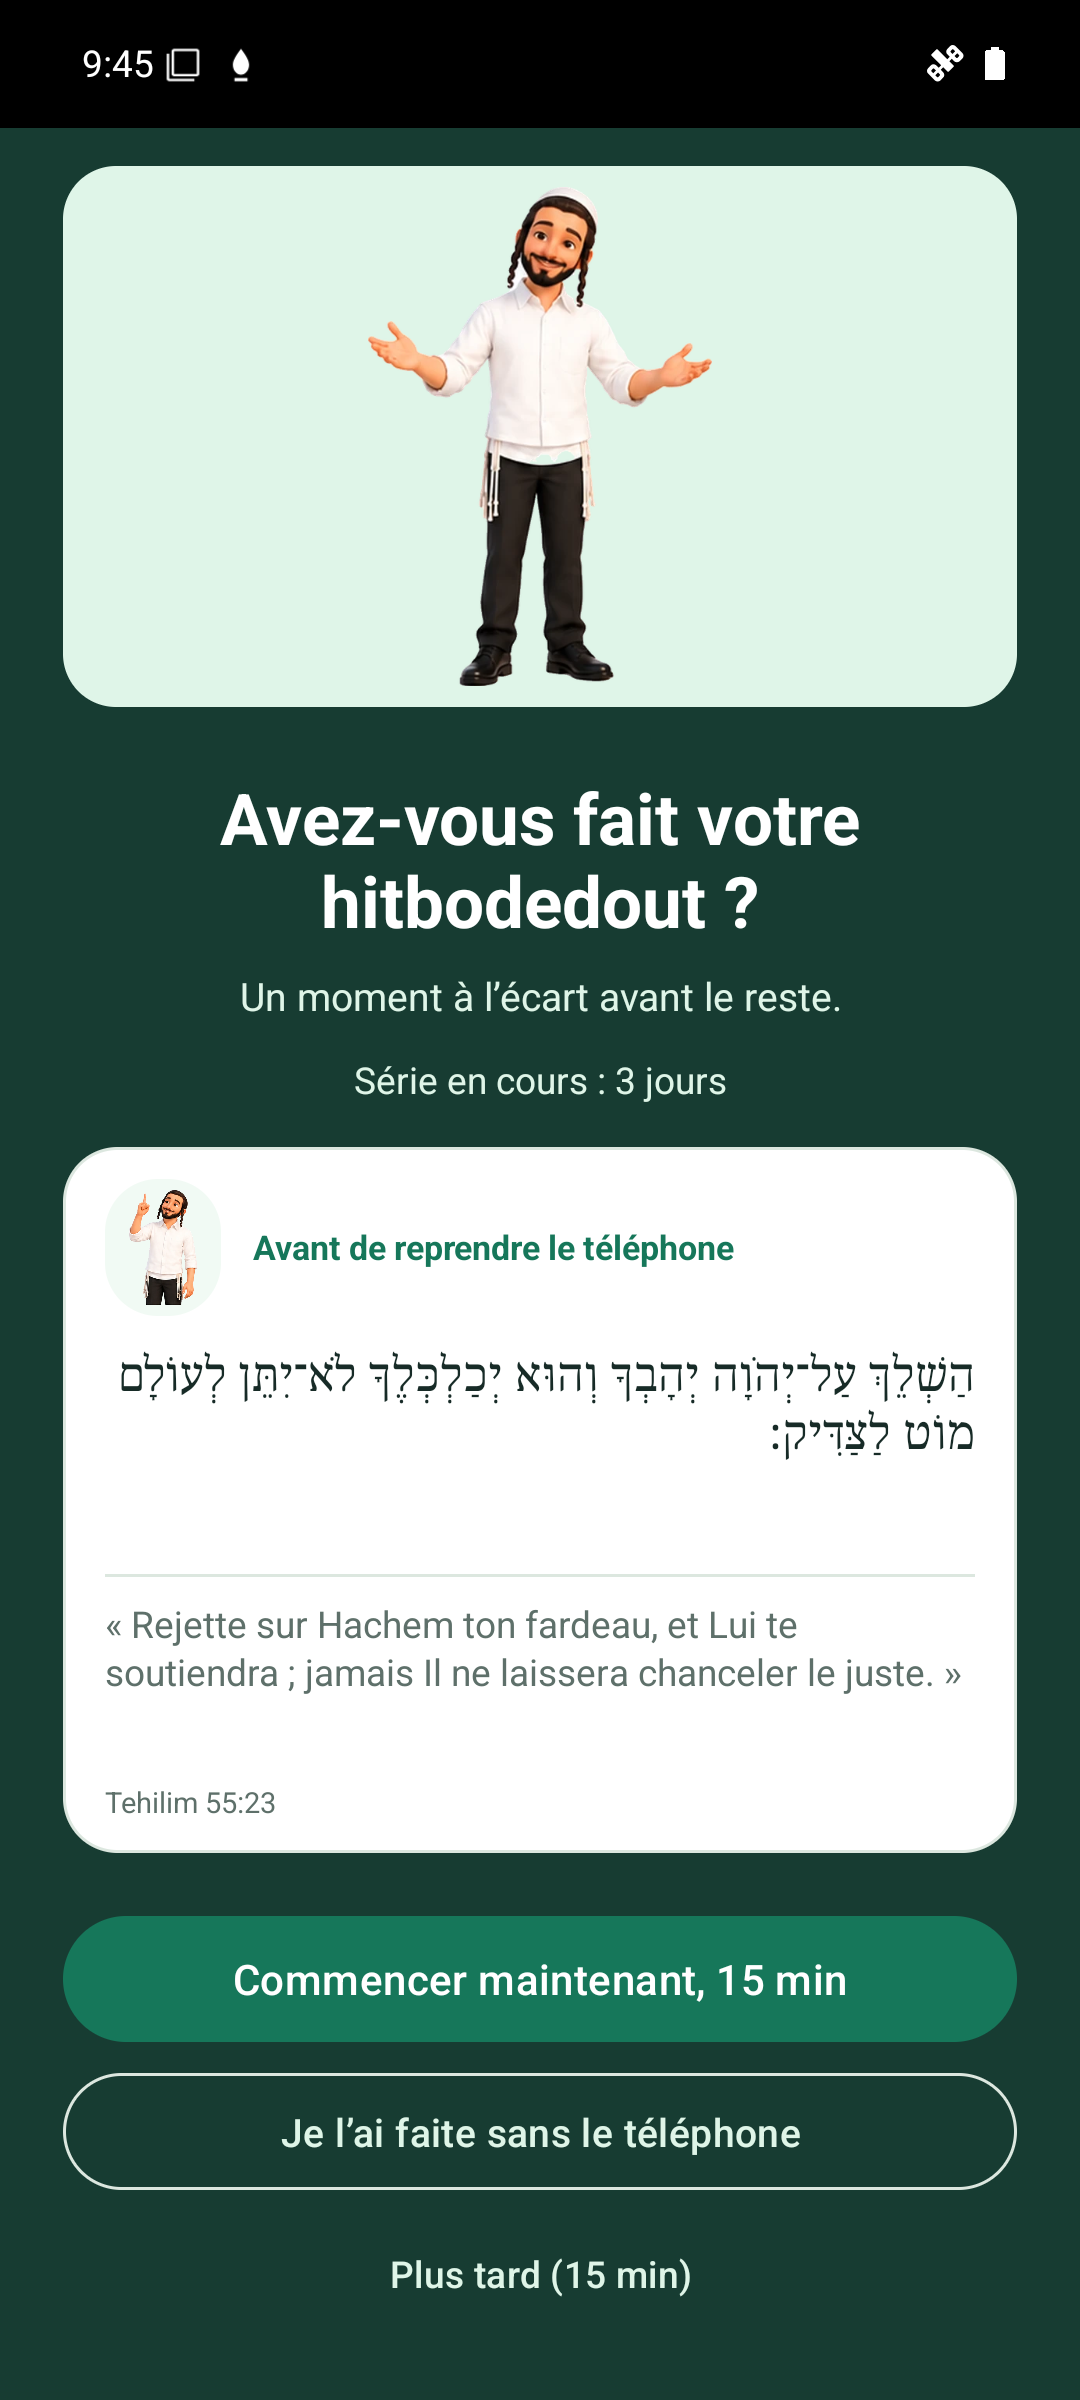 9:45
Avez-vous fait votre
hitbodedout ?
Un moment à l’écart avant le reste.
Série en cours : 3 jours
Avant de reprendre le téléphone
הַשְׁלֵךְ עַל־יְהֹוָה יְהָבְךָ וְהוּא יְכַלְכְּלֶךָ לֹא־יִתֵּן לְעוֹלָם
מוֹט לַצַּדִּיק׃
« Rejette sur Hachem ton fardeau, et Lui te
soutiendra ; jamais Il ne laissera chanceler le juste. »
Tehilim 55:23
Commencer maintenant, 15 min
Je l’ai faite sans le téléphone
Plus tard (15 min)